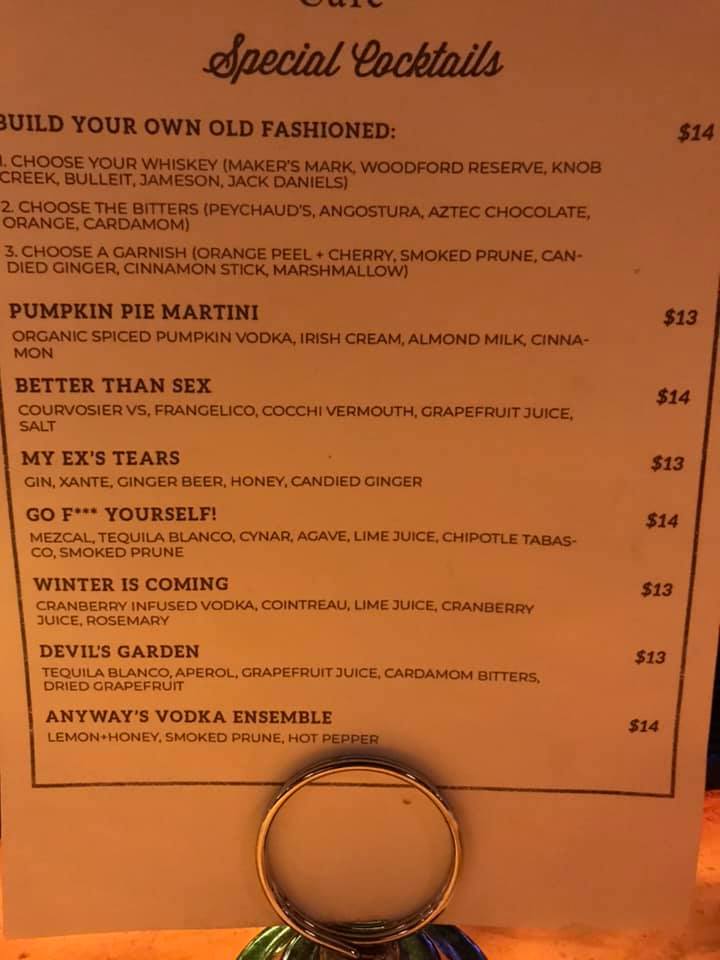 Cafe
Special Cocktails
BUILD YOUR OWN OLD FASHIONED: $14
1. CHOOSE YOUR WHISKEY (MAKER'S MARK, WOODFORD RESERVE, KNOB
CREEK, BULLEIT, JAMESON, JACK DANIELS)
2. CHOOSE THE BITTERS (PEYCHAUD'S, ANGOSTURA, AZTEC CHOCOLATE,
ORANGE, CARDAMOM)
3. CHOOSE A GARNISH (ORANGE PEEL + CHERRY, SMOKED PRUNE, CAN-
DIED GINGER, CINNAMON STICK, MARSHMALLOW)
PUMPKIN PIE MARTINI $13
ORGANIC SPICED PUMPKIN VODKA, IRISH CREAM, ALMOND MILK, CINNA-
MON
BETTER THAN SEX $14
COURVOSIER VS, FRANGELICO, COCCHI VERMOUTH, GRAPEFRUIT JUICE,
SALT
MY EX'S TEARS $13
GIN, XANTE, GINGER BEER, HONEY, CANDIED GINGER
GO F*** YOURSELF! $14
MEZCAL, TEQUILA BLANCO, CYNAR, AGAVE, LIME JUICE, CHIPOTLE TABAS-
CO, SMOKED PRUNE
WINTER IS COMING $13
CRANBERRY INFUSED VODKA, COINTREAU, LIME JUICE, CRANBERRY
JUICE, ROSEMARY
DEVIL'S GARDEN $13
TEQUILA BLANCO, APEROL, GRAPEFRUIT JUICE, CARDAMOM BITTERS,
DRIED GRAPEFRUIT
ANYWAY'S VODKA ENSEMBLE $14
LEMON+HONEY, SMOKED PRUNE, HOT PEPPER